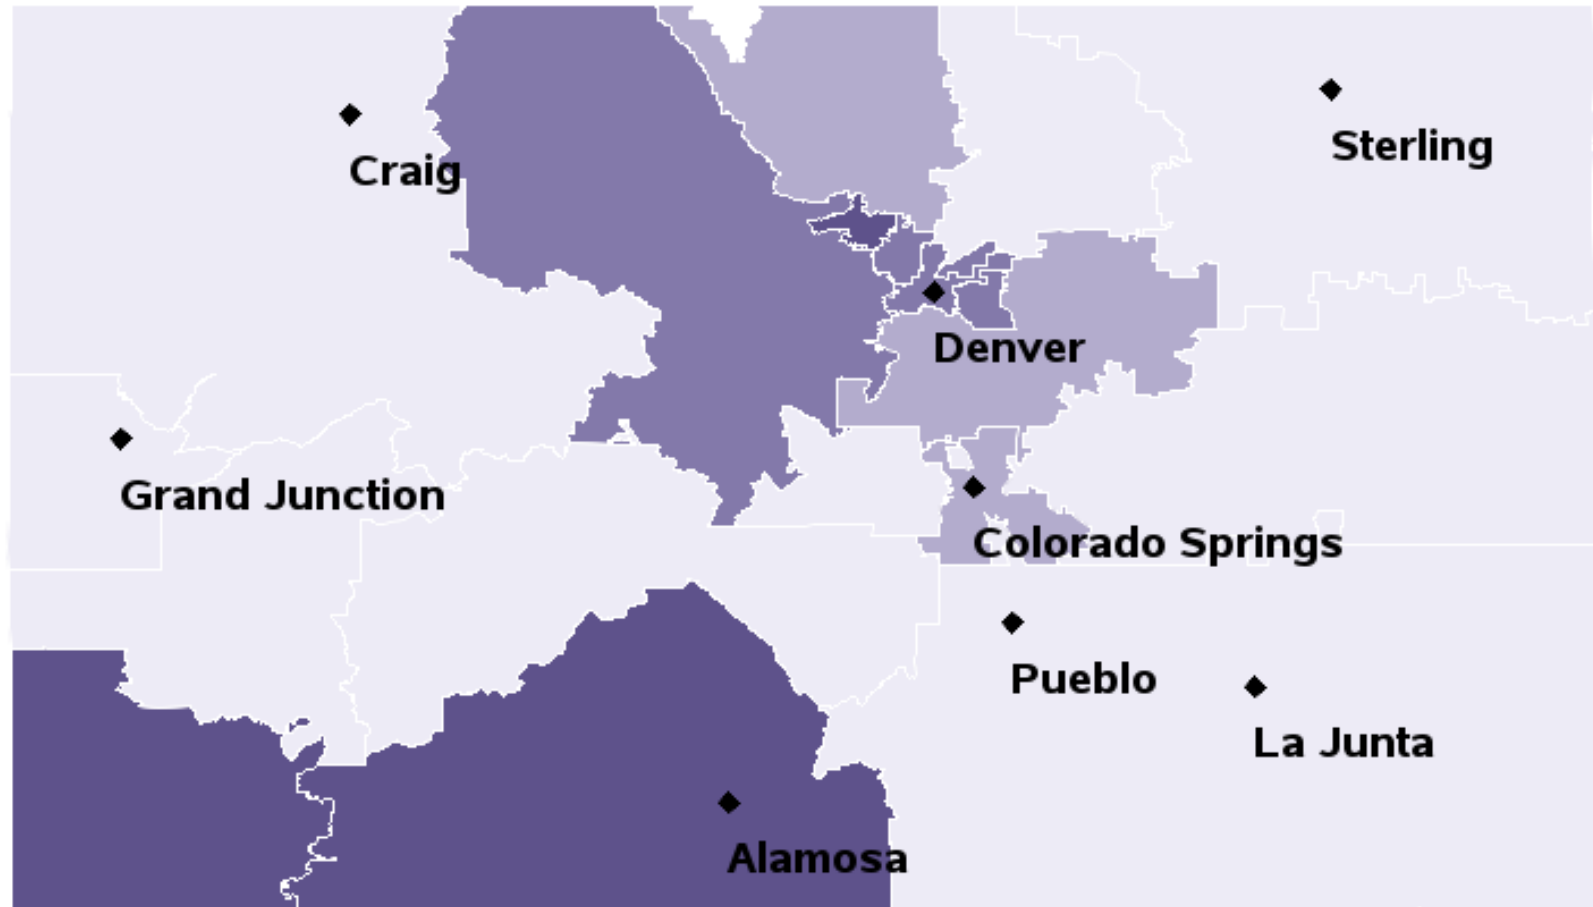 Sterling
Craig
Denver
Grand Junction
Colorado Springs
Pueblo
La Junta
Alamosa